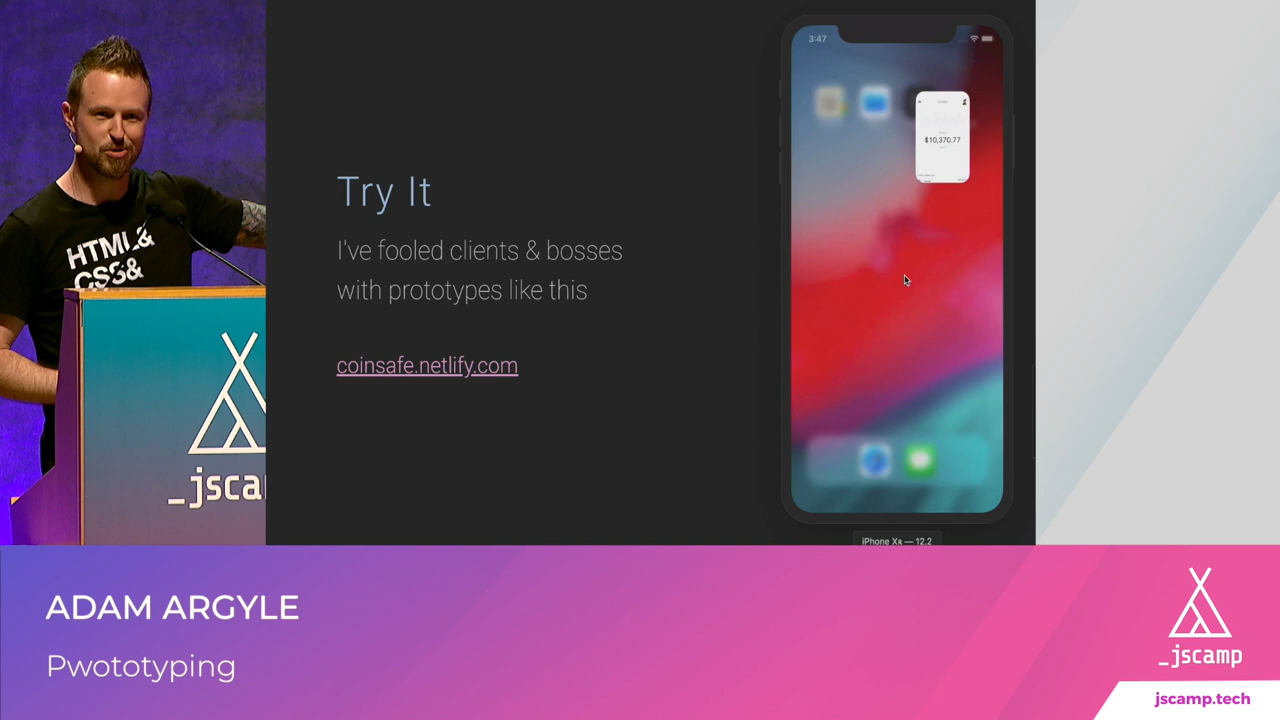 HTML&
CSS&
_jsca
Try It
I've fooled clients & bosses
with prototypes like this
coinsafe.netlify.com
3:47
$10,370.77
iPhone Xʀ — 12.2
ADAM ARGYLE
Pwototyping
_jscamp
jscamp.tech